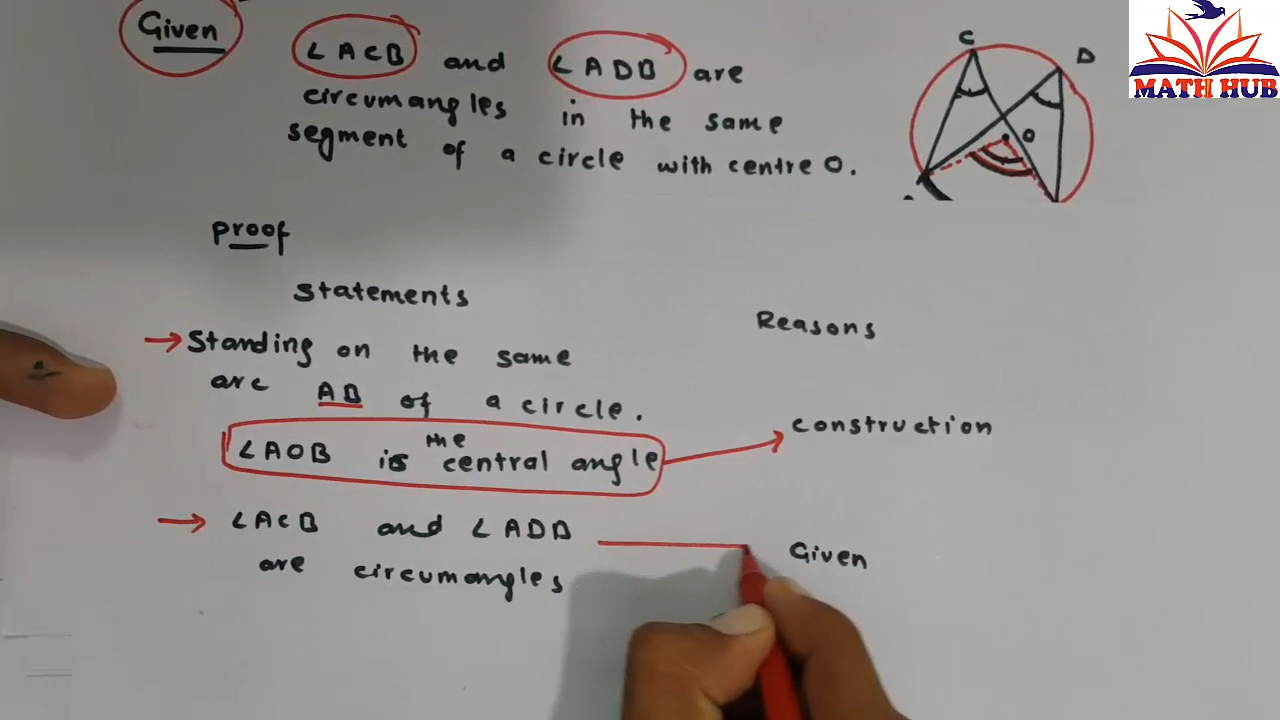 Given
∠ACB and ∠ADB are
circumangles in the same
segment of a circle with centre O.
C
D
O
MATH HUB
proof
statements
Reasons
→ Standing on the same
arc AB of a circle.
∠AOB is the central angle
construction
→ ∠ACB and ∠ADB
are circumangles
Given